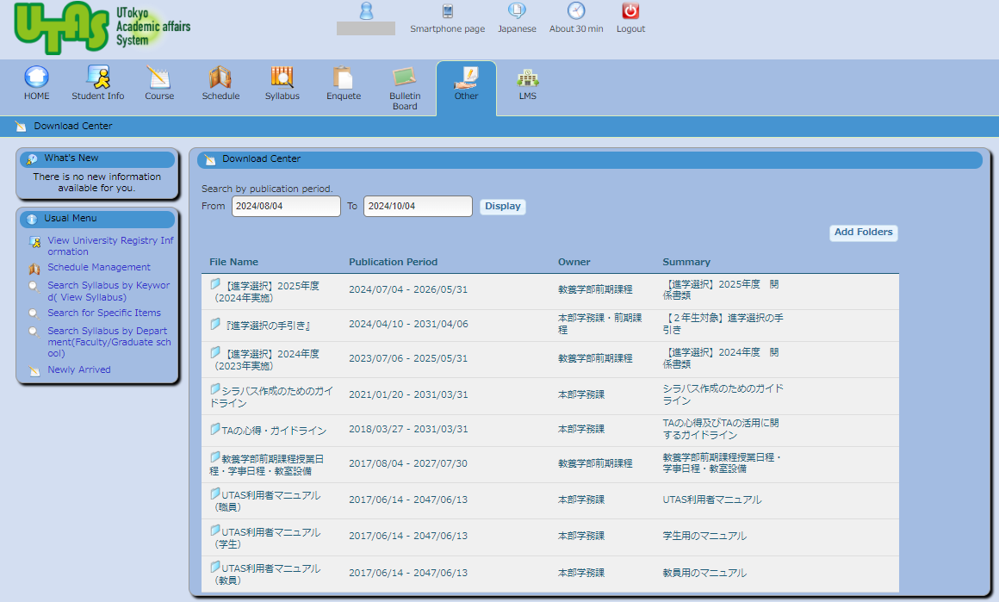 UTAS
UTokyo
Academic affairs
System
Smartphone page
Japanese
About 30 min
Logout
HOME
Student Info
Course
Schedule
Syllabus
Enquete
Bulletin
Board
Other
LMS
Download Center
What's New
There is no new information
available for you.
Usual Menu
View University Registry Inf
ormation
Schedule Management
Search Syllabus by Keywor
d( View Syllabus)
Search for Specific Items
Search Syllabus by Depart
ment(Faculty/Graduate sch
ool)
Newly Arrived
Download Center
Search by publication period.
From 2024/08/04 To 2024/10/04 Display
Add Folders
File Name Publication Period Owner Summary
【進学選択】2025年度
（2024年実施）
2024/07/04 - 2026/05/31
教養学部前期課程
【進学選択】2025年度　関
係書類
『進学選択の手引き』
2024/04/10 - 2031/04/06
本部学務課・前期課
程
【２年生対象】進学選択の手
引き
【進学選択】2024年度
（2023年実施）
2023/07/06 - 2025/05/31
教養学部前期課程
【進学選択】2024年度　関
係書類
シラバス作成のためのガイ
ドライン
2021/01/20 - 2031/03/31
本部学務課
シラバス作成のためのガイド
ライン
TAの心得・ガイドライン
2018/03/27 - 2031/03/31
本部学務課
TAの心得及びTAの活用に関
するガイドライン
教養学部前期課程授業日
程・学事日程・教室設備
2017/08/04 - 2027/07/30
教養学部前期課程
教養学部前期課程授業日程・
学事日程・教室設備
UTAS利用者マニュアル
（職員）
2017/06/14 - 2047/06/13
本部学務課
UTAS利用者マニュアル
UTAS利用者マニュアル
（学生）
2017/06/14 - 2047/06/13
本部学務課
学生用のマニュアル
UTAS利用者マニュアル
（教員）
2017/06/14 - 2047/06/13
本部学務課
教員用のマニュアル